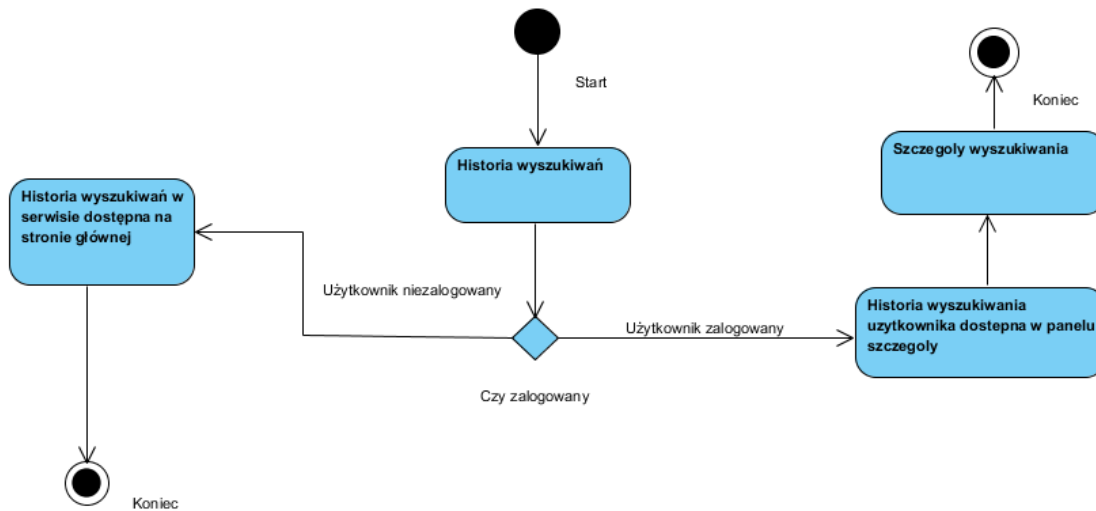 Start
Koniec
Szczegoly wyszukiwania
Historia wyszukiwań
Historia wyszukiwań w
serwisie dostępna na
stronie głównej
Użytkownik niezalogowany
Użytkownik zalogowany
Historia wyszukiwania
uzytkownika dostepna w panelu
szczegoly
Czy zalogowany
Koniec